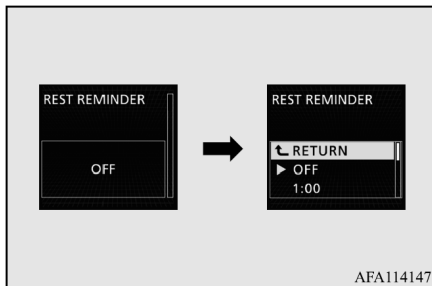 REST REMINDER
OFF
REST REMINDER
RETURN
OFF
1:00
AFA114147